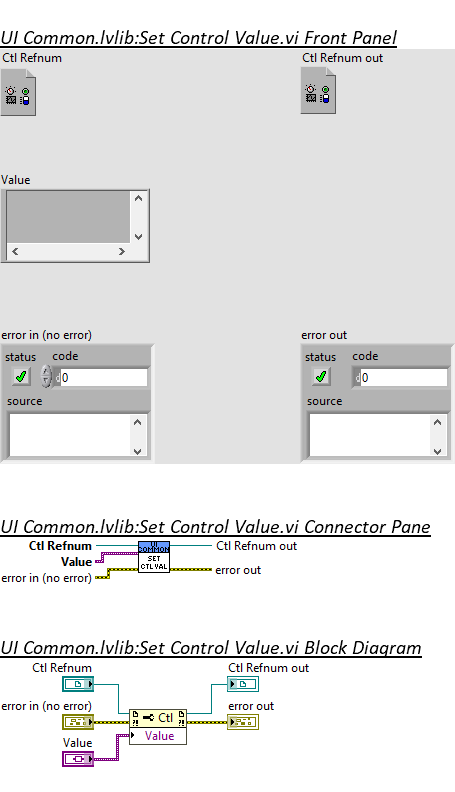 UI Common.lvlib:Set Control Value.vi Front Panel
Ctl Refnum
Ctl Refnum out
Value
error in (no error)
error out
status code
status code
0
0
source
source
UI Common.lvlib:Set Control Value.vi Connector Pane
Ctl Refnum
Ctl Refnum out
UI
COMMON
Value
SET
CTL VAL
error in (no error)
error out
UI Common.lvlib:Set Control Value.vi Block Diagram
Ctl Refnum
Ctl Refnum out
error in (no error)
error out
Ctl
Value
Value